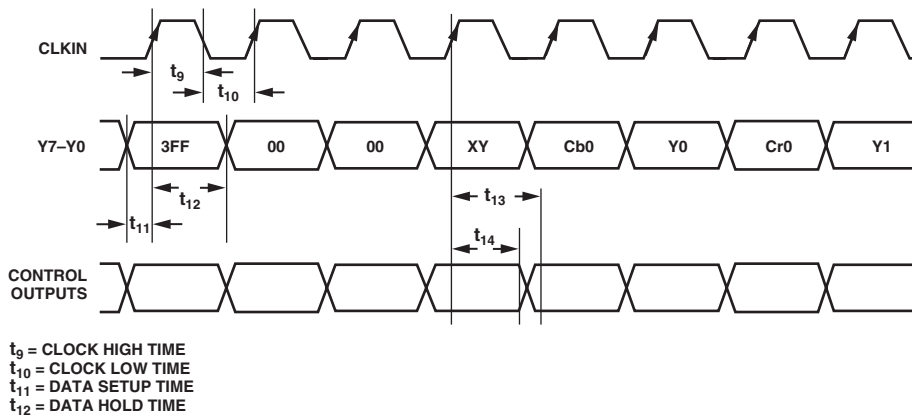 CLKIN
t9
t10
Y7–Y0
3FF
00
00
XY
Cb0
Y0
Cr0
Y1
t12
t13
t11
t14
CONTROL
OUTPUTS
t9 = CLOCK HIGH TIME
t10 = CLOCK LOW TIME
t11 = DATA SETUP TIME
t12 = DATA HOLD TIME